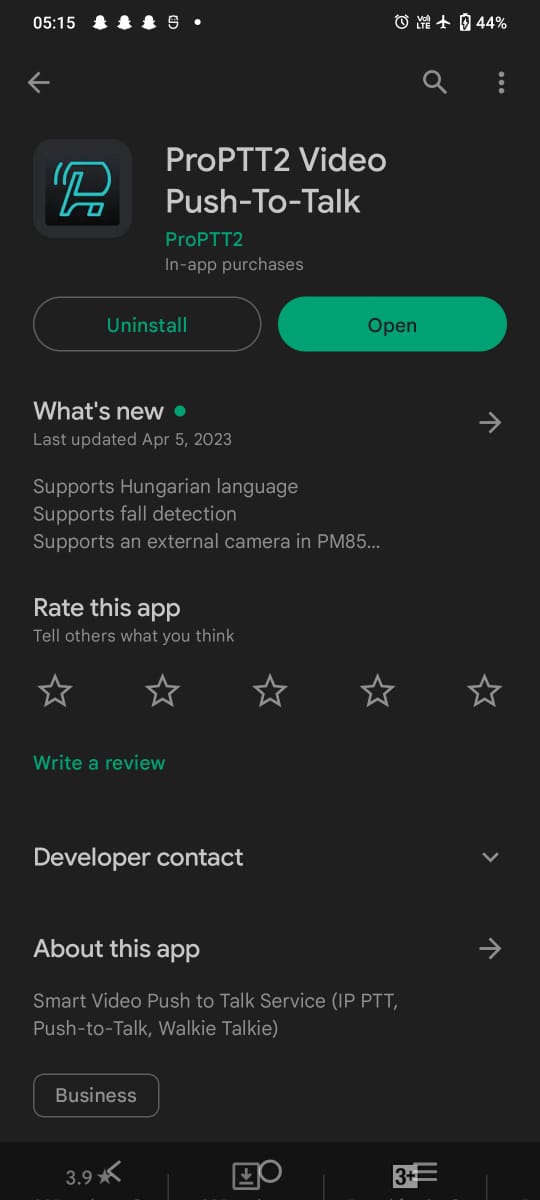 05:15
Vo) LTE 44%
ProPTT2 Video
Push-To-Talk
ProPTT2
In-app purchases
Uninstall
Open
What's new
Last updated Apr 5, 2023
Supports Hungarian language
Supports fall detection
Supports an external camera in PM85...
Rate this app
Tell others what you think
Write a review
Developer contact
About this app
Smart Video Push to Talk Service (IP PTT,
Push-to-Talk, Walkie Talkie)
Business
3.9
3+